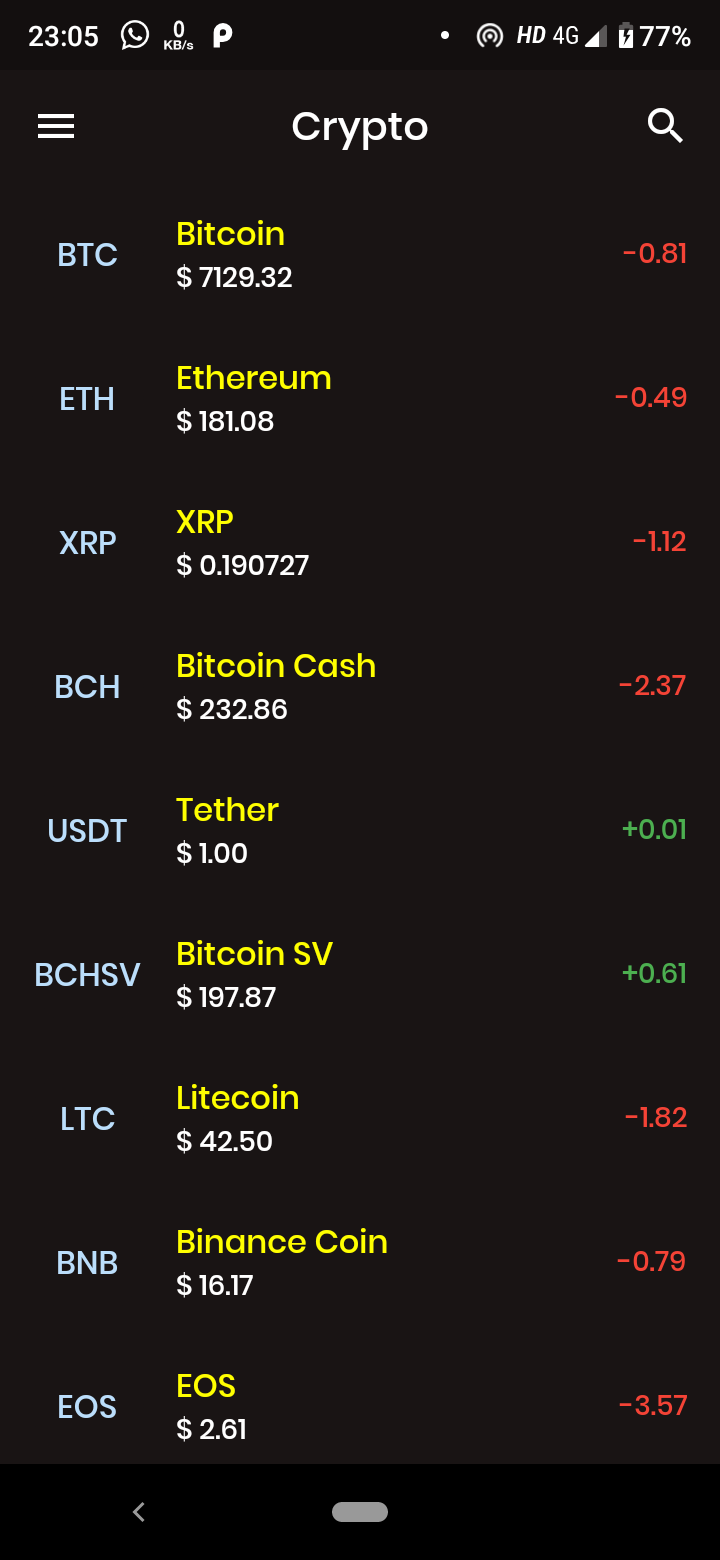 23:05 0 KB/s HD 4G 77%
Crypto
BTC Bitcoin -0.81
$ 7129.32
ETH Ethereum -0.49
$ 181.08
XRP XRP -1.12
$ 0.190727
BCH Bitcoin Cash -2.37
$ 232.86
USDT Tether +0.01
$ 1.00
BCHSV Bitcoin SV +0.61
$ 197.87
LTC Litecoin -1.82
$ 42.50
BNB Binance Coin -0.79
$ 16.17
EOS EOS -3.57
$ 2.61